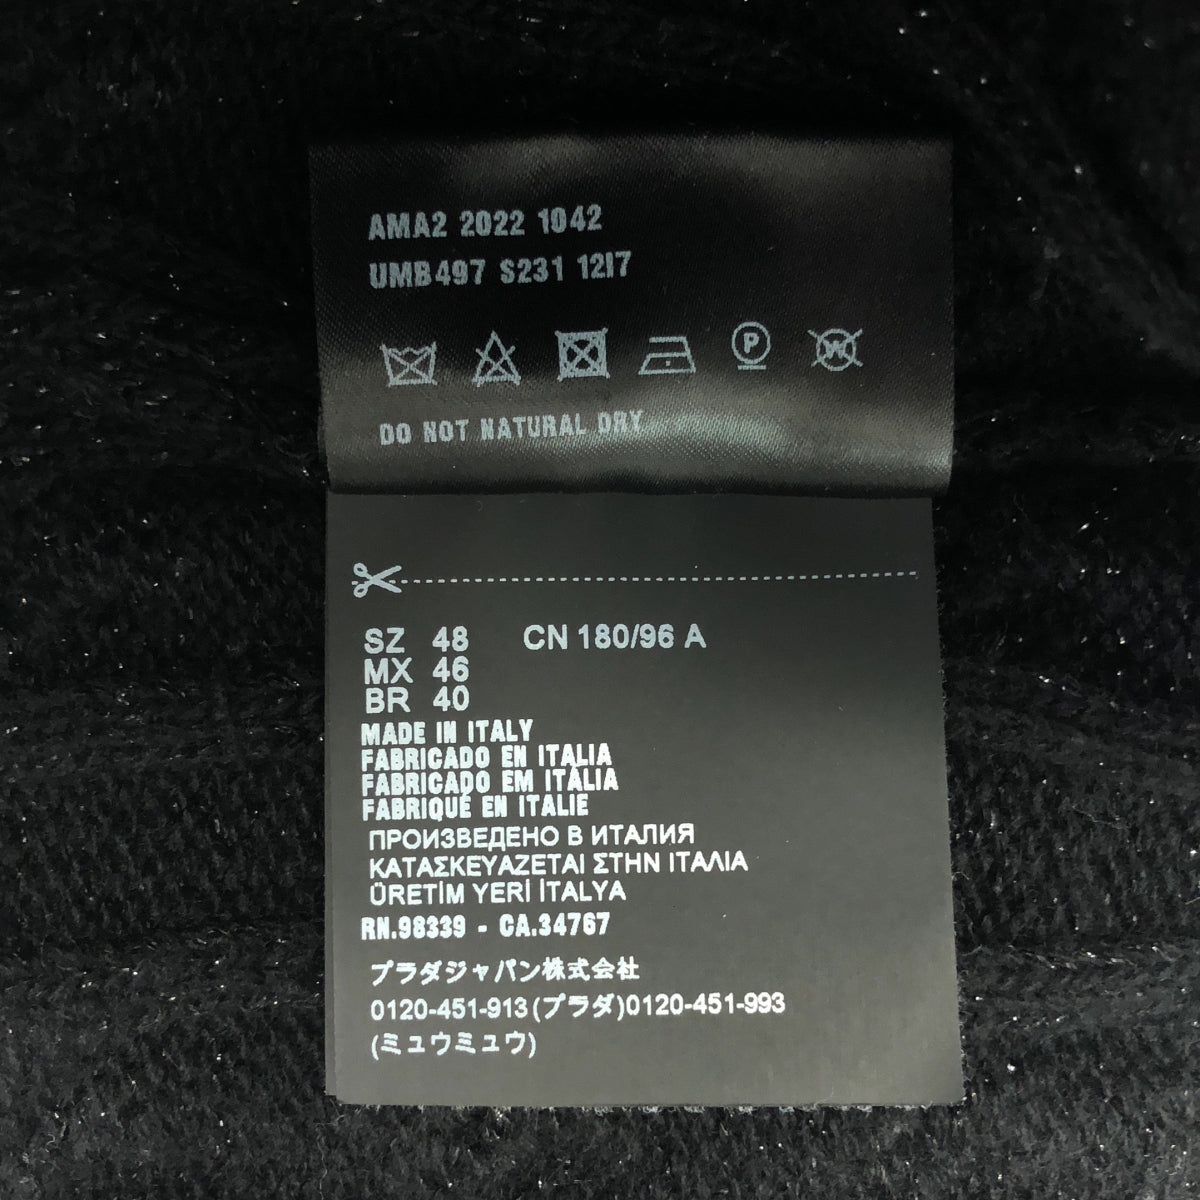 AMA2 2022 1042
UMB497 S231 1217
P W
DO NOT NATURAL DRY
SZ 48 CN 180/96 A
MX 46
BR 40
MADE IN ITALY
FABRICADO EN ITALIA
FABRICADO EM ITÁLIA
FABRIQUÉ EN ITALIE
ПРОИЗВЕДЕНО В ИТАЛИЯ
ΚΑΤΑΣΚΕΥΑΖΕΤΑΙ ΣΤΗΝ ΙΤΑΛΙΑ
ÜRETİM YERİ İTALYA
RN.98339 - CA.34767
プラダジャパン株式会社
0120-451-913(プラダ)0120-451-993
(ミュウミュウ)